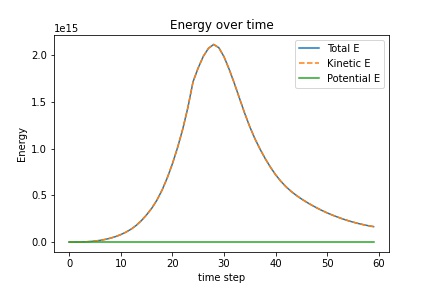 Energy over time
1e15
Total E
Kinetic E
Potential E
2.0
1.5
1.0
0.5
0.0
Energy
0 10 20 30 40 50 60
time step